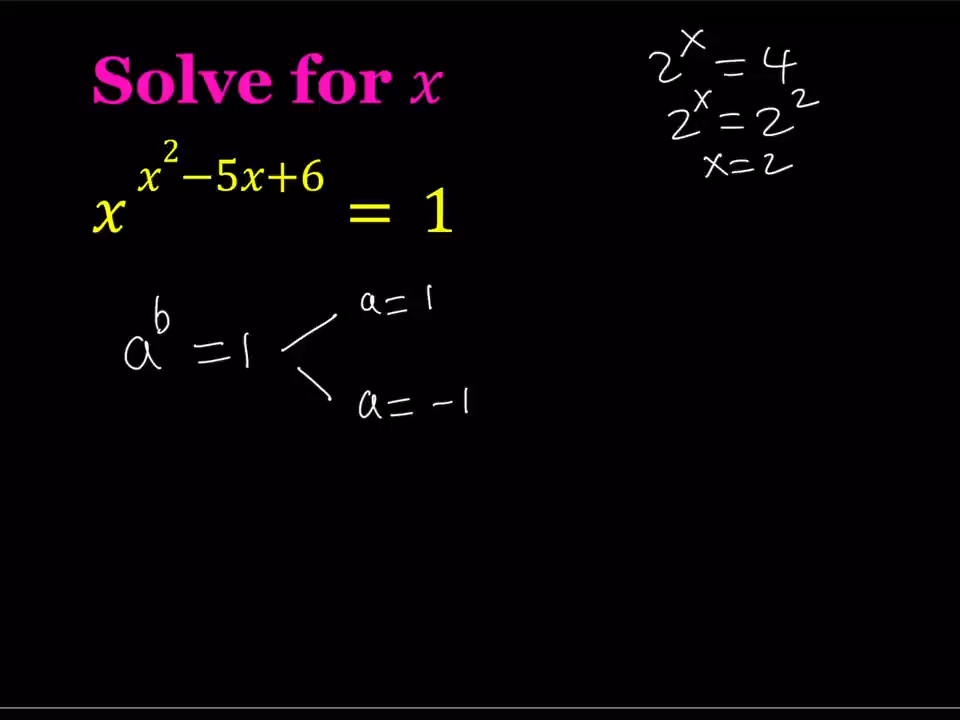 Solve for x
x^{x^2-5x+6} = 1
2^x = 4
2^x = 2^2
x = 2
a^b = 1
a = 1
a = -1